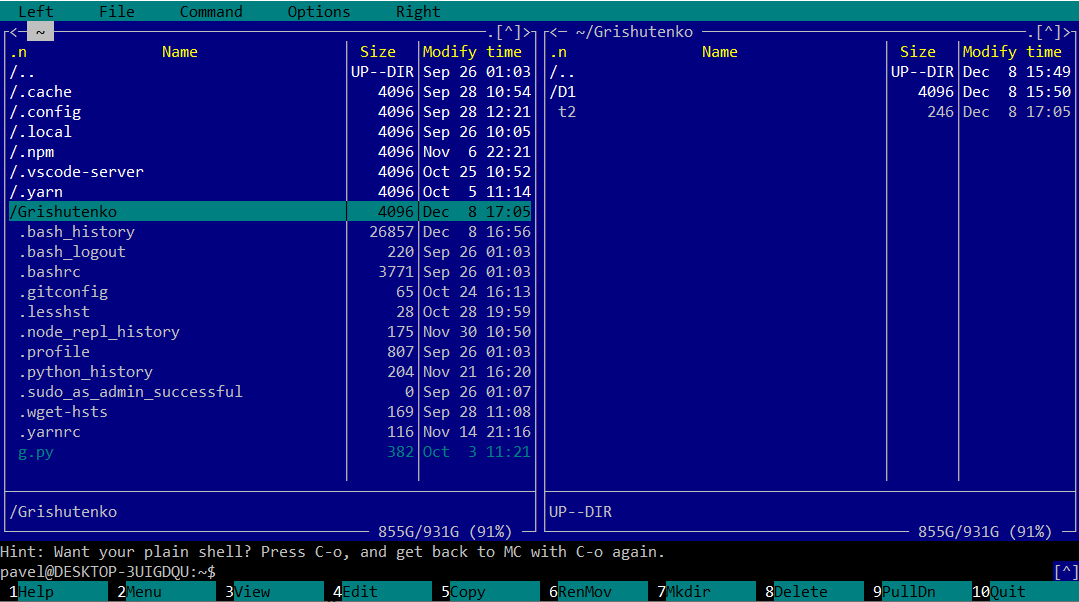 Left File Command Options Right
<─ ~ .[^]> <─ ~/Grishutenko .[^]>
.n Name Size Modify time .n Name Size Modify time
/.. UP--DIR Sep 26 01:03 /.. UP--DIR Dec 8 15:49
/.cache 4096 Sep 28 10:54 /D1 4096 Dec 8 15:50
/.config 4096 Sep 28 12:21 t2 246 Dec 8 17:05
/.local 4096 Sep 26 10:05
/.npm 4096 Nov 6 22:21
/.vscode-server 4096 Oct 25 10:52
/.yarn 4096 Oct 5 11:14
/Grishutenko 4096 Dec 8 17:05
.bash_history 26857 Dec 8 16:56
.bash_logout 220 Sep 26 01:03
.bashrc 3771 Sep 26 01:03
.gitconfig 65 Oct 24 16:13
.lesshst 28 Oct 28 19:59
.node_repl_history 175 Nov 30 10:50
.profile 807 Sep 26 01:03
.python_history 204 Nov 21 16:20
.sudo_as_admin_successful 0 Sep 26 01:07
.wget-hsts 169 Sep 28 11:08
.yarnrc 116 Nov 14 21:16
g.py 382 Oct 3 11:21
/Grishutenko UP--DIR
855G/931G (91%) 855G/931G (91%)
Hint: Want your plain shell? Press C-o, and get back to MC with C-o again.
pavel@DESKTOP-3UIGDQU:~$ [^]
1Help 2Menu 3View 4Edit 5Copy 6RenMov 7Mkdir 8Delete 9PullDn 10Quit